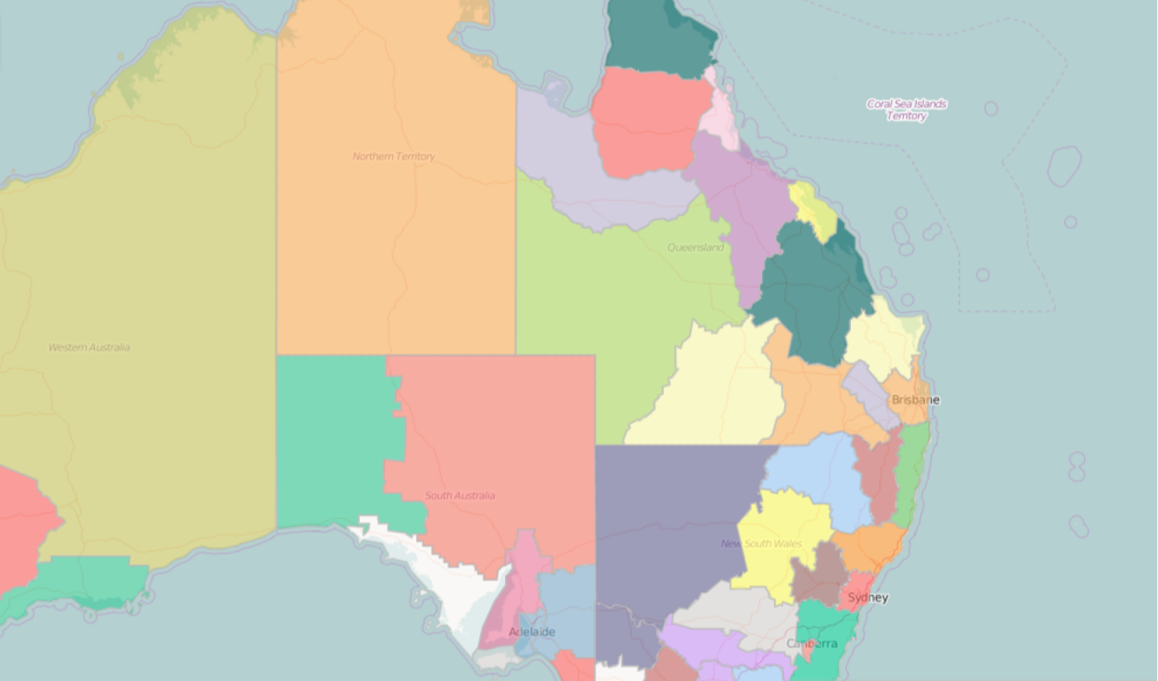 Coral Sea Islands
Territory
Northern Territory
Queensland
Western Australia
Brisbane
South Australia
New South Wales
Sydney
Adelaide
Canberra